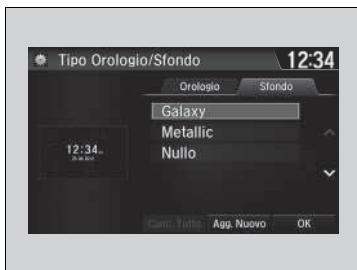 Tipo Orologio/Sfondo 12:34
Orologio Sfondo
Galaxy
Metallic
12:34
Nullo
Canc. Tutto Agg. Nuovo OK